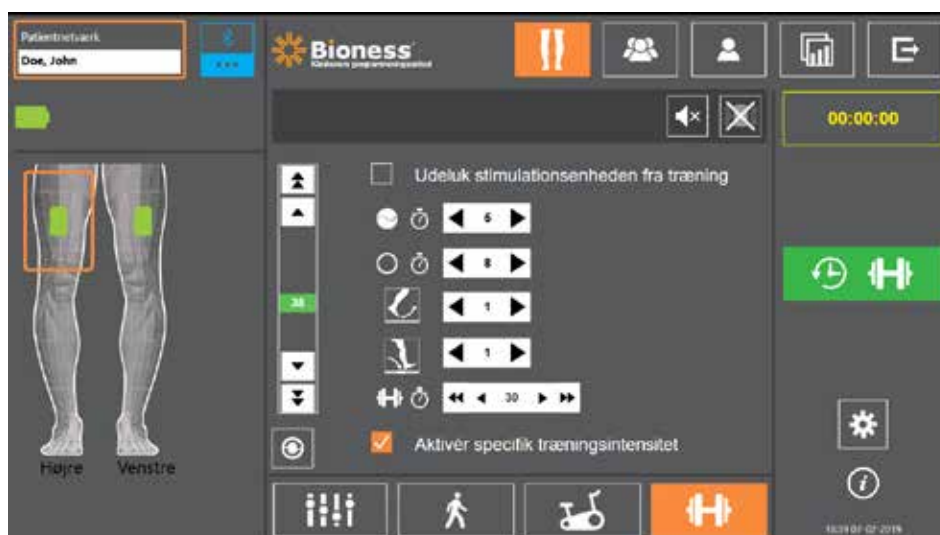 Patientnetværk
Doe, John
Bioness
00:00:00
Udeluk stimulationsenheden fra træning
6
8
38
1
1
30
Aktivér specifik træningsintensitet
Højre Venstre